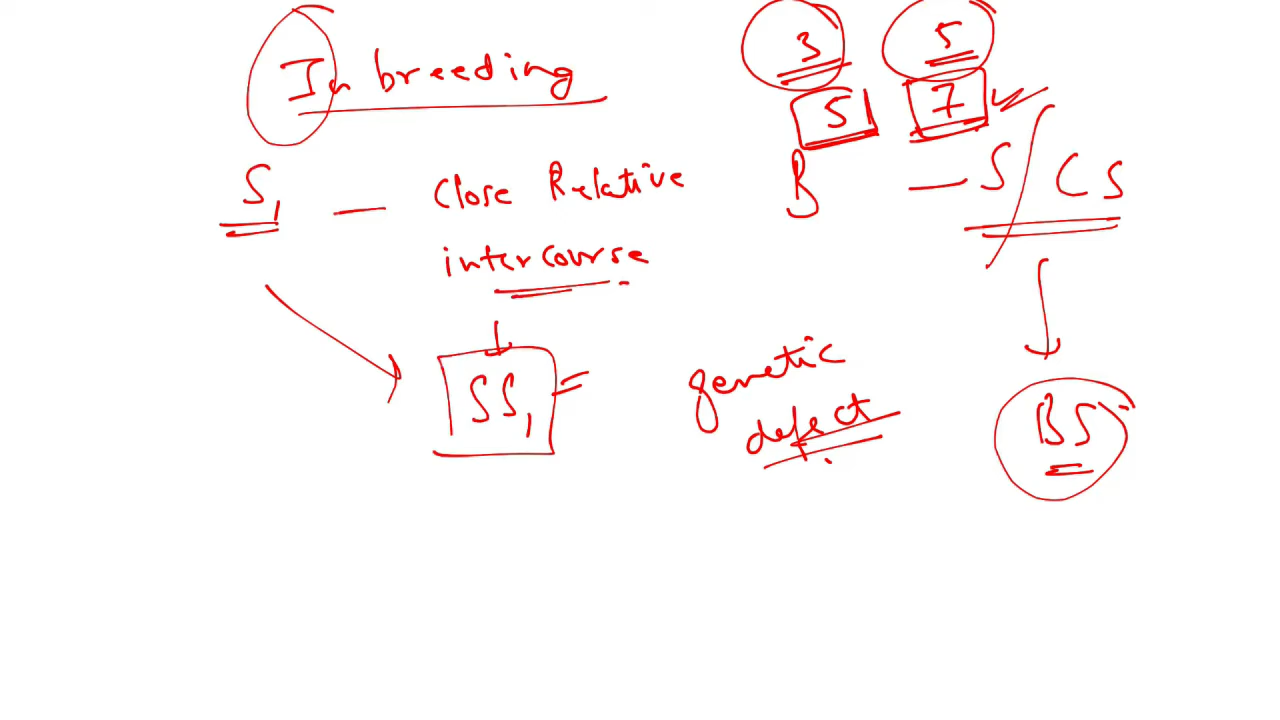 Inbreeding
3 5
5 7
S1 — Close Relative
intercourse
B — S / CS
SS1 =
genetic
defect
BS